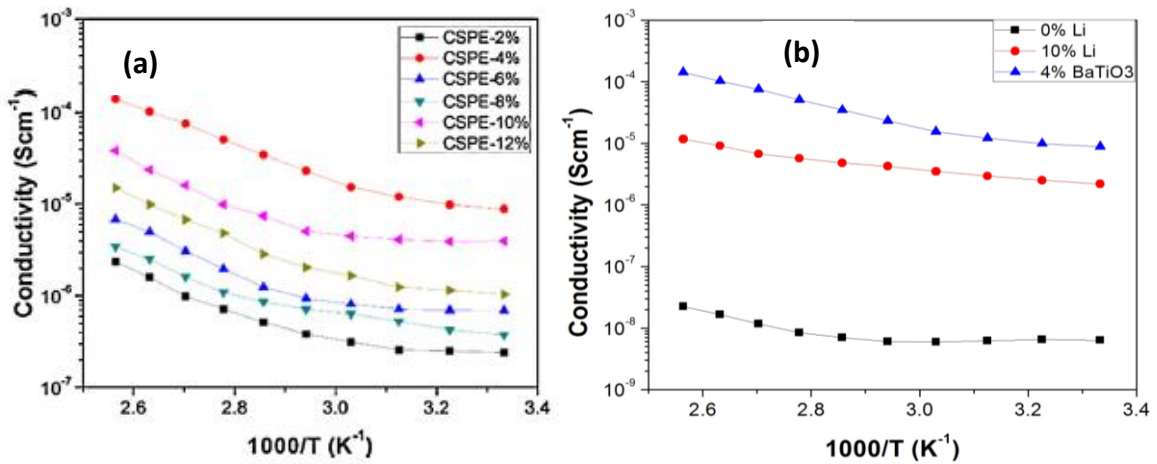 (a)
CSPE-2%
CSPE-4%
CSPE-6%
CSPE-8%
CSPE-10%
CSPE-12%
10⁻³
10⁻⁴
10⁻⁵
10⁻⁶
10⁻⁷
Conductivity (Scm⁻¹)
2.6 2.8 3.0 3.2 3.4
1000/T (K⁻¹)
(b)
0% Li
10% Li
4% BaTiO3
10⁻³
10⁻⁴
10⁻⁵
10⁻⁶
10⁻⁷
10⁻⁸
10⁻⁹
Conductivity (Scm⁻¹)
2.6 2.8 3.0 3.2 3.4
1000/T (K⁻¹)